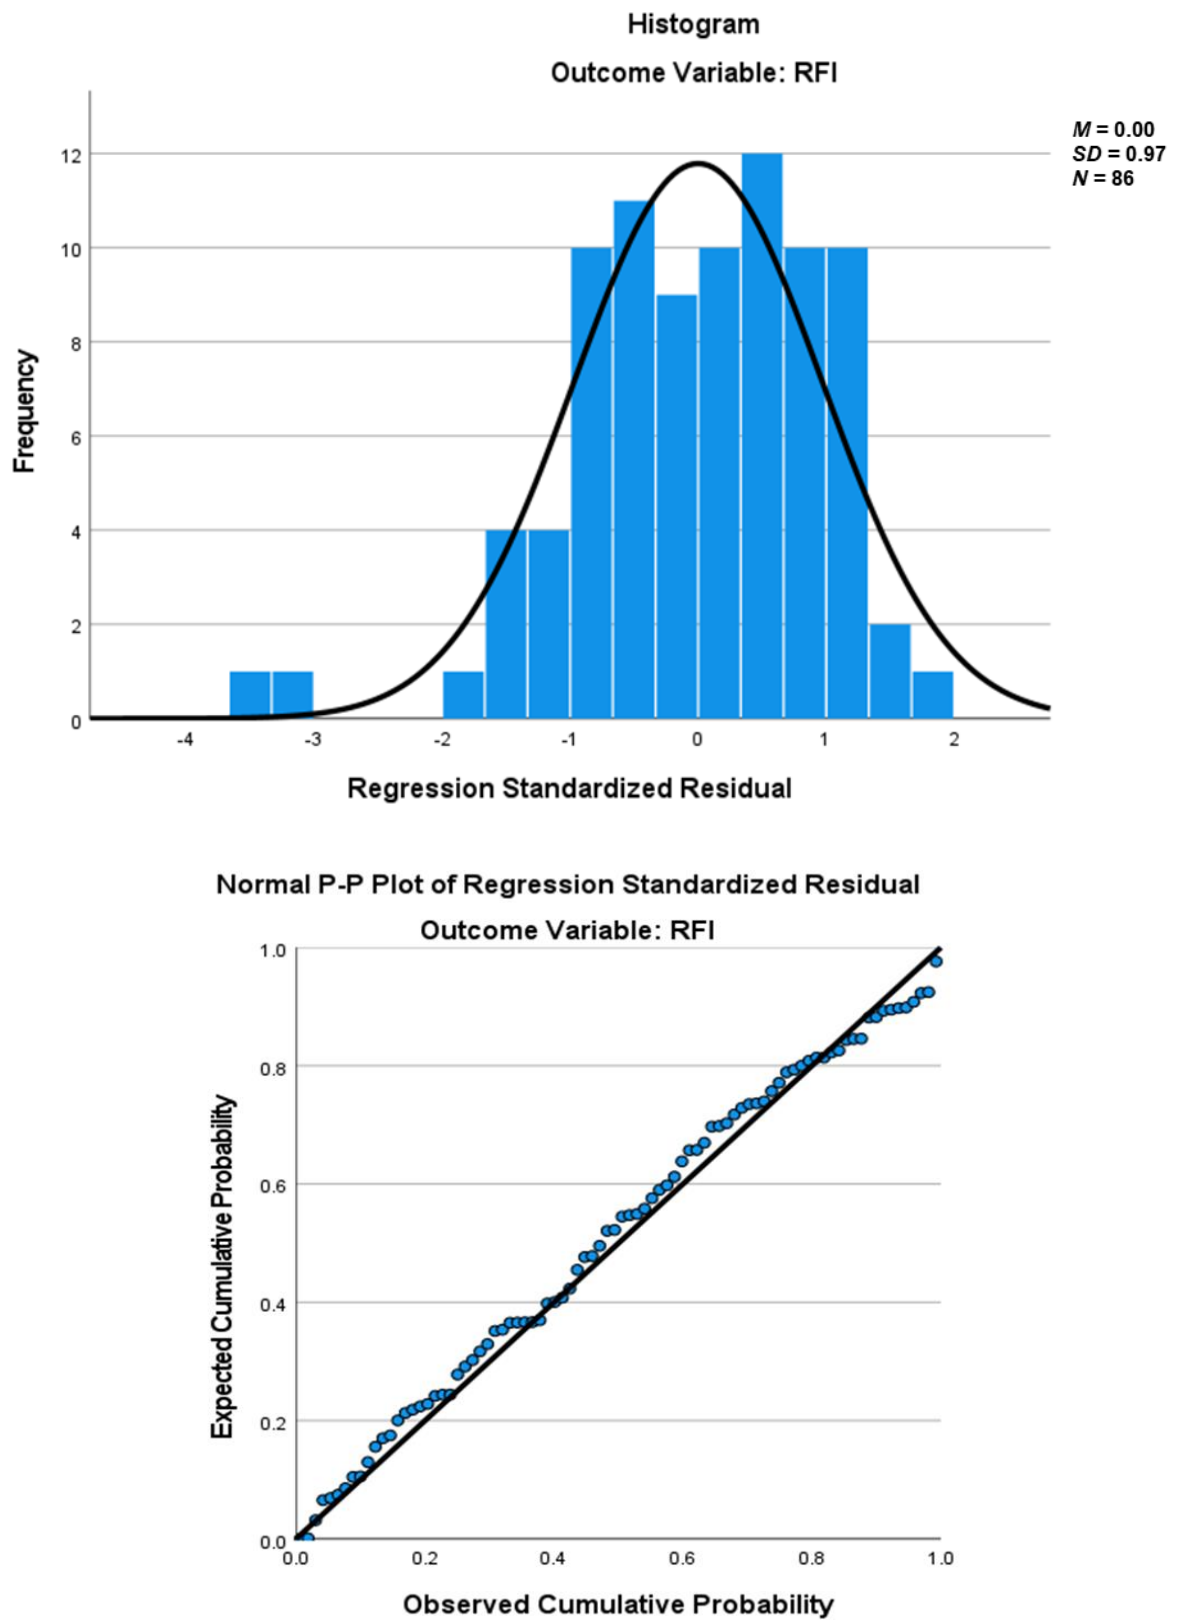 Histogram
Outcome Variable: RFI
M = 0.00
SD = 0.97
N = 86
12
10
8
6
4
2
0
Frequency
-4 -3 -2 -1 0 1 2
Regression Standardized Residual
Normal P-P Plot of Regression Standardized Residual
Outcome Variable: RFI
1.0
0.8
0.6
0.4
0.2
0.0
Expected Cumulative Probability
0.0 0.2 0.4 0.6 0.8 1.0
Observed Cumulative Probability